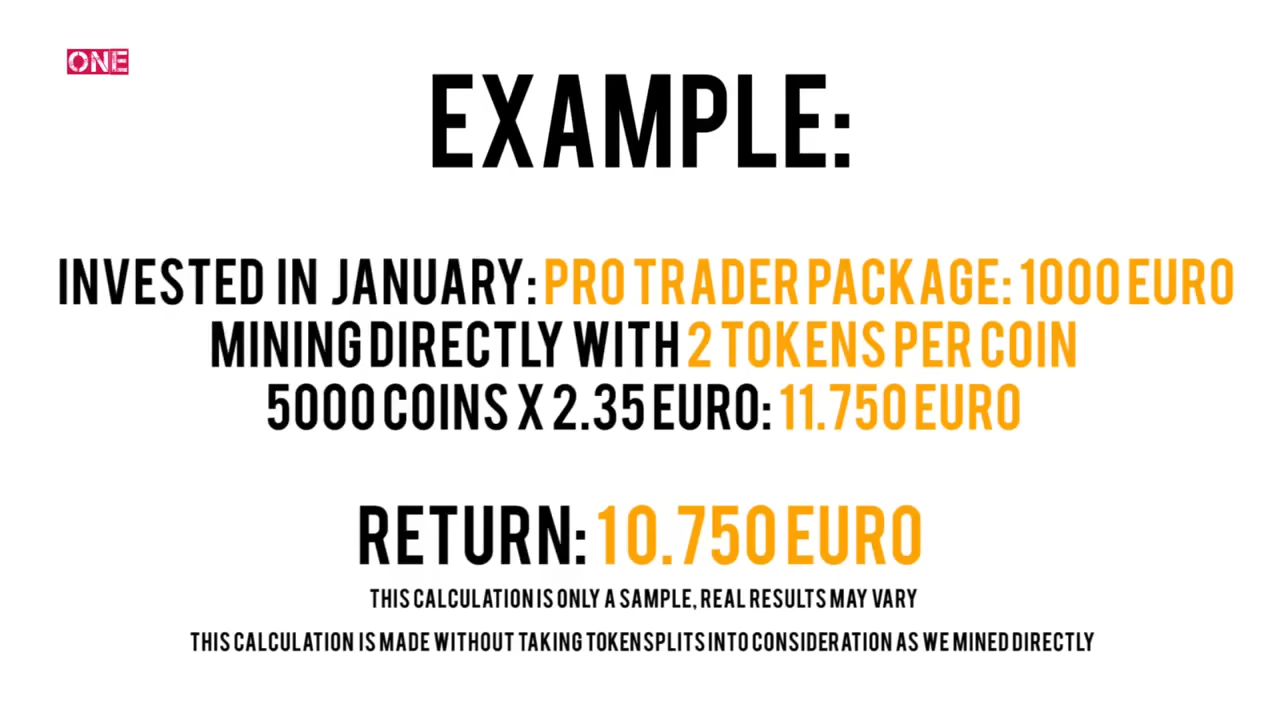 ONE
EXAMPLE:
INVESTED IN JANUARY: PRO TRADER PACKAGE: 1000 EURO
MINING DIRECTLY WITH 2 TOKENS PER COIN
5000 COINS X 2.35 EURO: 11.750 EURO
RETURN: 10.750 EURO
THIS CALCULATION IS ONLY A SAMPLE, REAL RESULTS MAY VARY
THIS CALCULATION IS MADE WITHOUT TAKING TOKENSPLITS INTO CONSIDERATION AS WE MINED DIRECTLY